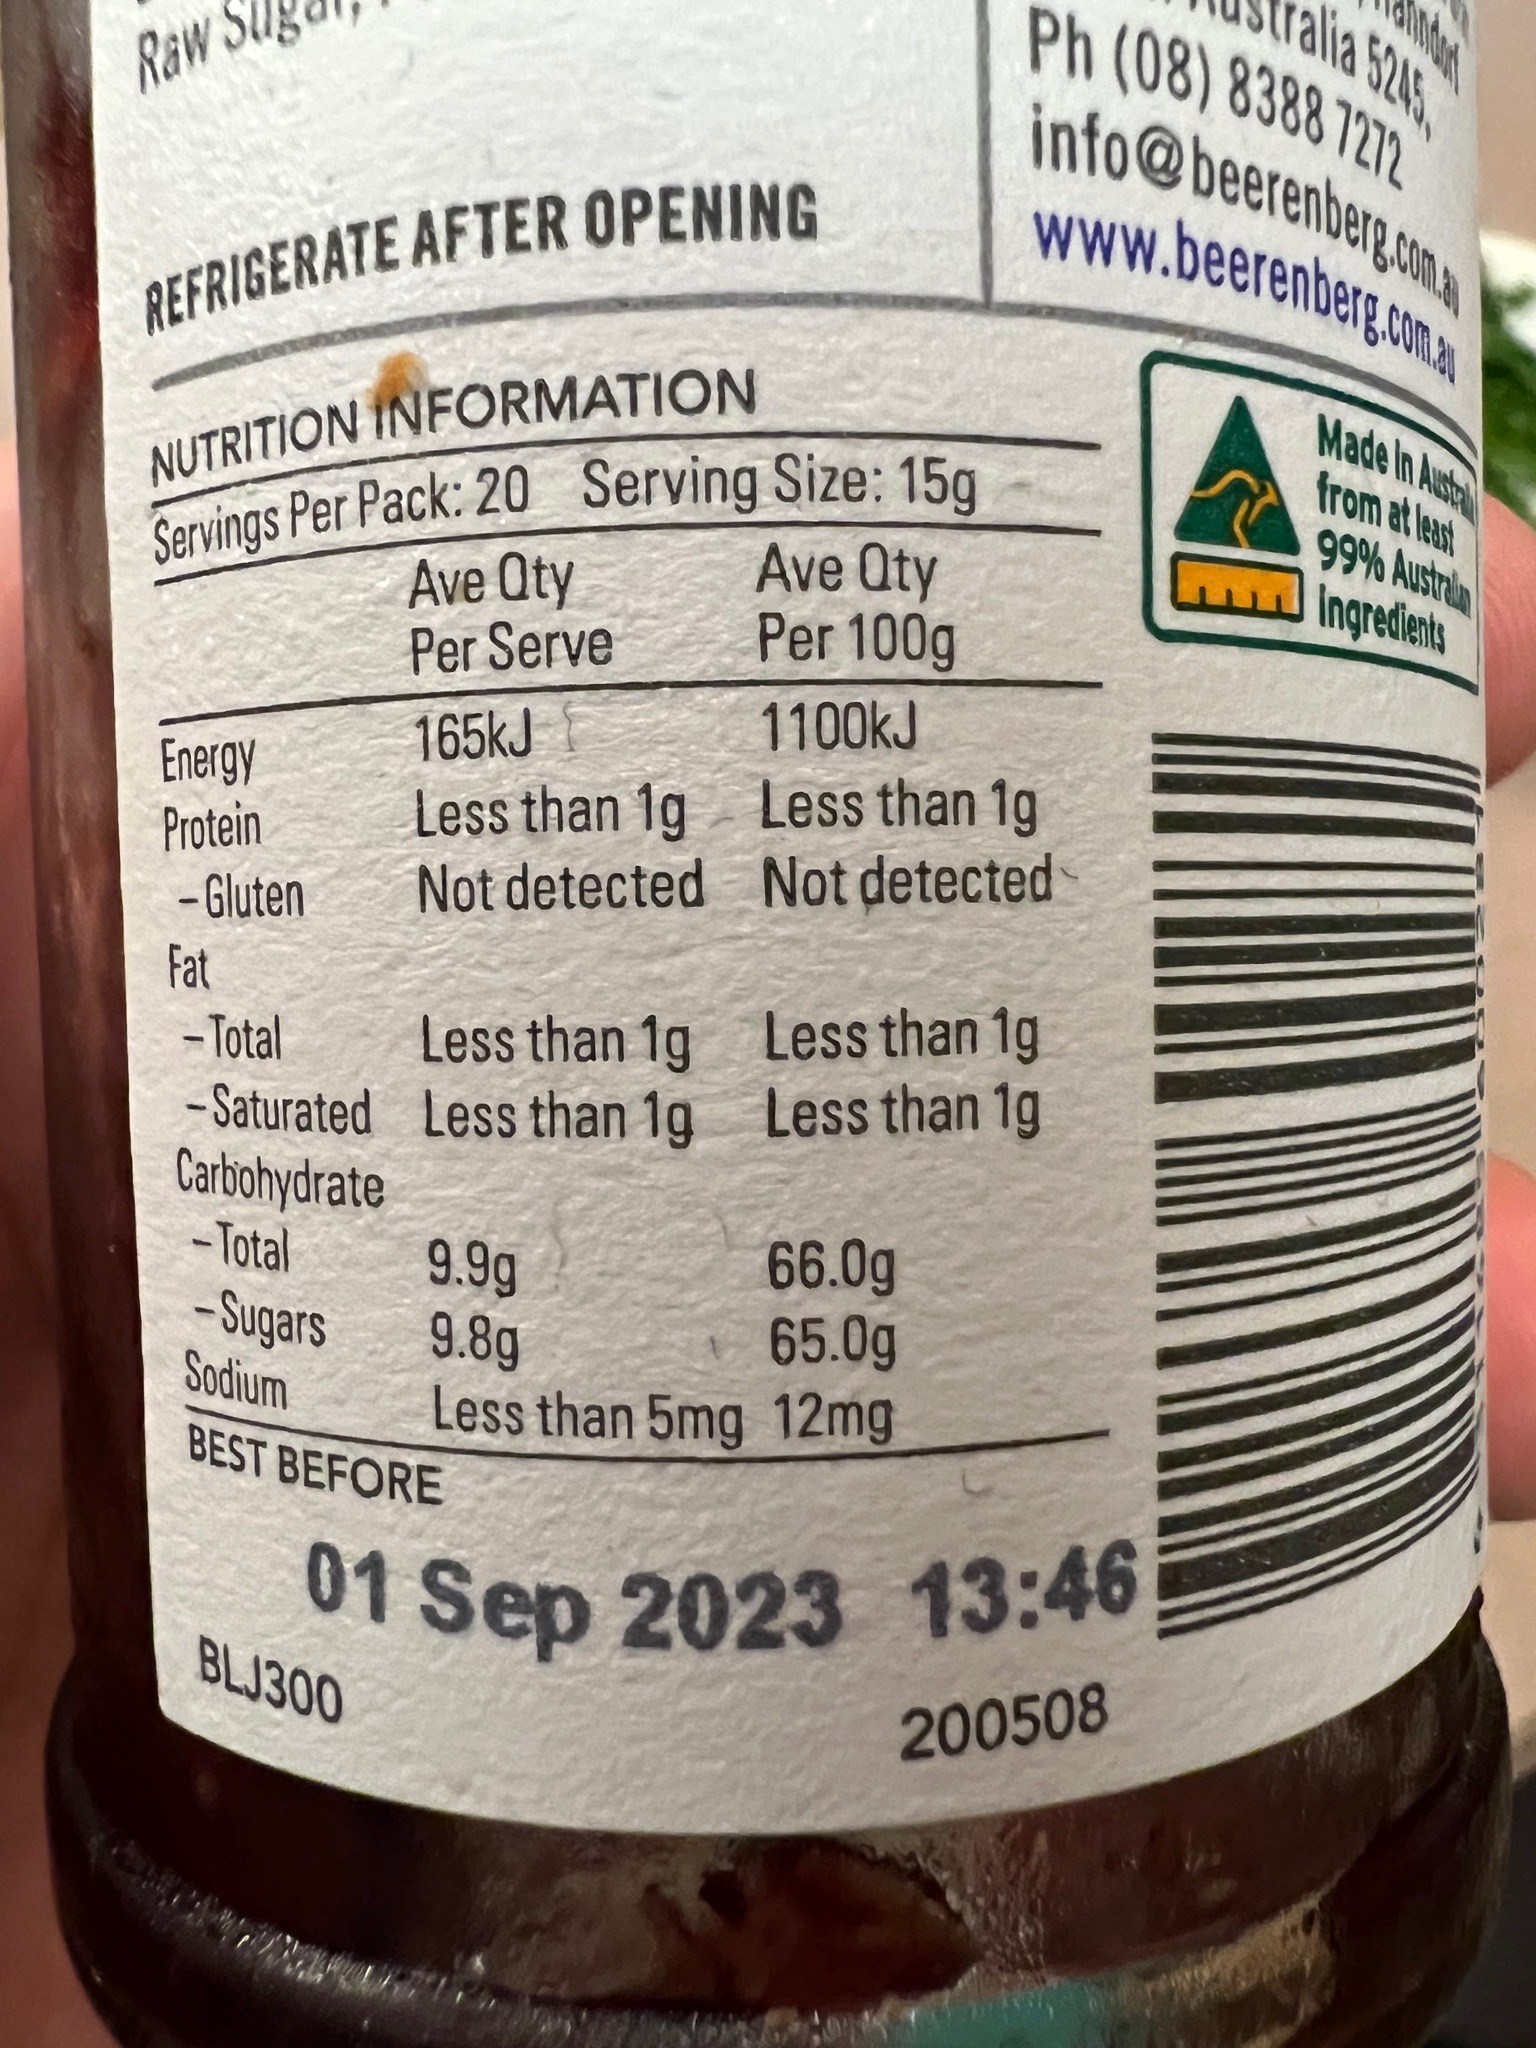 Raw Sugar,
REFRIGERATE AFTER OPENING
Australia 5245.
Ph (08) 8388 7272
info@beerenberg.com.au
www.beerenberg.com.au
Made in Australia
from at least
99% Australian
ingredients
NUTRITION INFORMATION
Servings Per Pack: 20 Serving Size: 15g
Ave Qty Ave Qty
Per Serve Per 100g
Energy 165kJ 1100kJ
Protein Less than 1g Less than 1g
– Gluten Not detected Not detected
Fat
– Total Less than 1g Less than 1g
– Saturated Less than 1g Less than 1g
Carbohydrate
– Total 9.9g 66.0g
– Sugars 9.8g 65.0g
Sodium Less than 5mg 12mg
BEST BEFORE
01 Sep 2023 13:46
BLJ300 200508